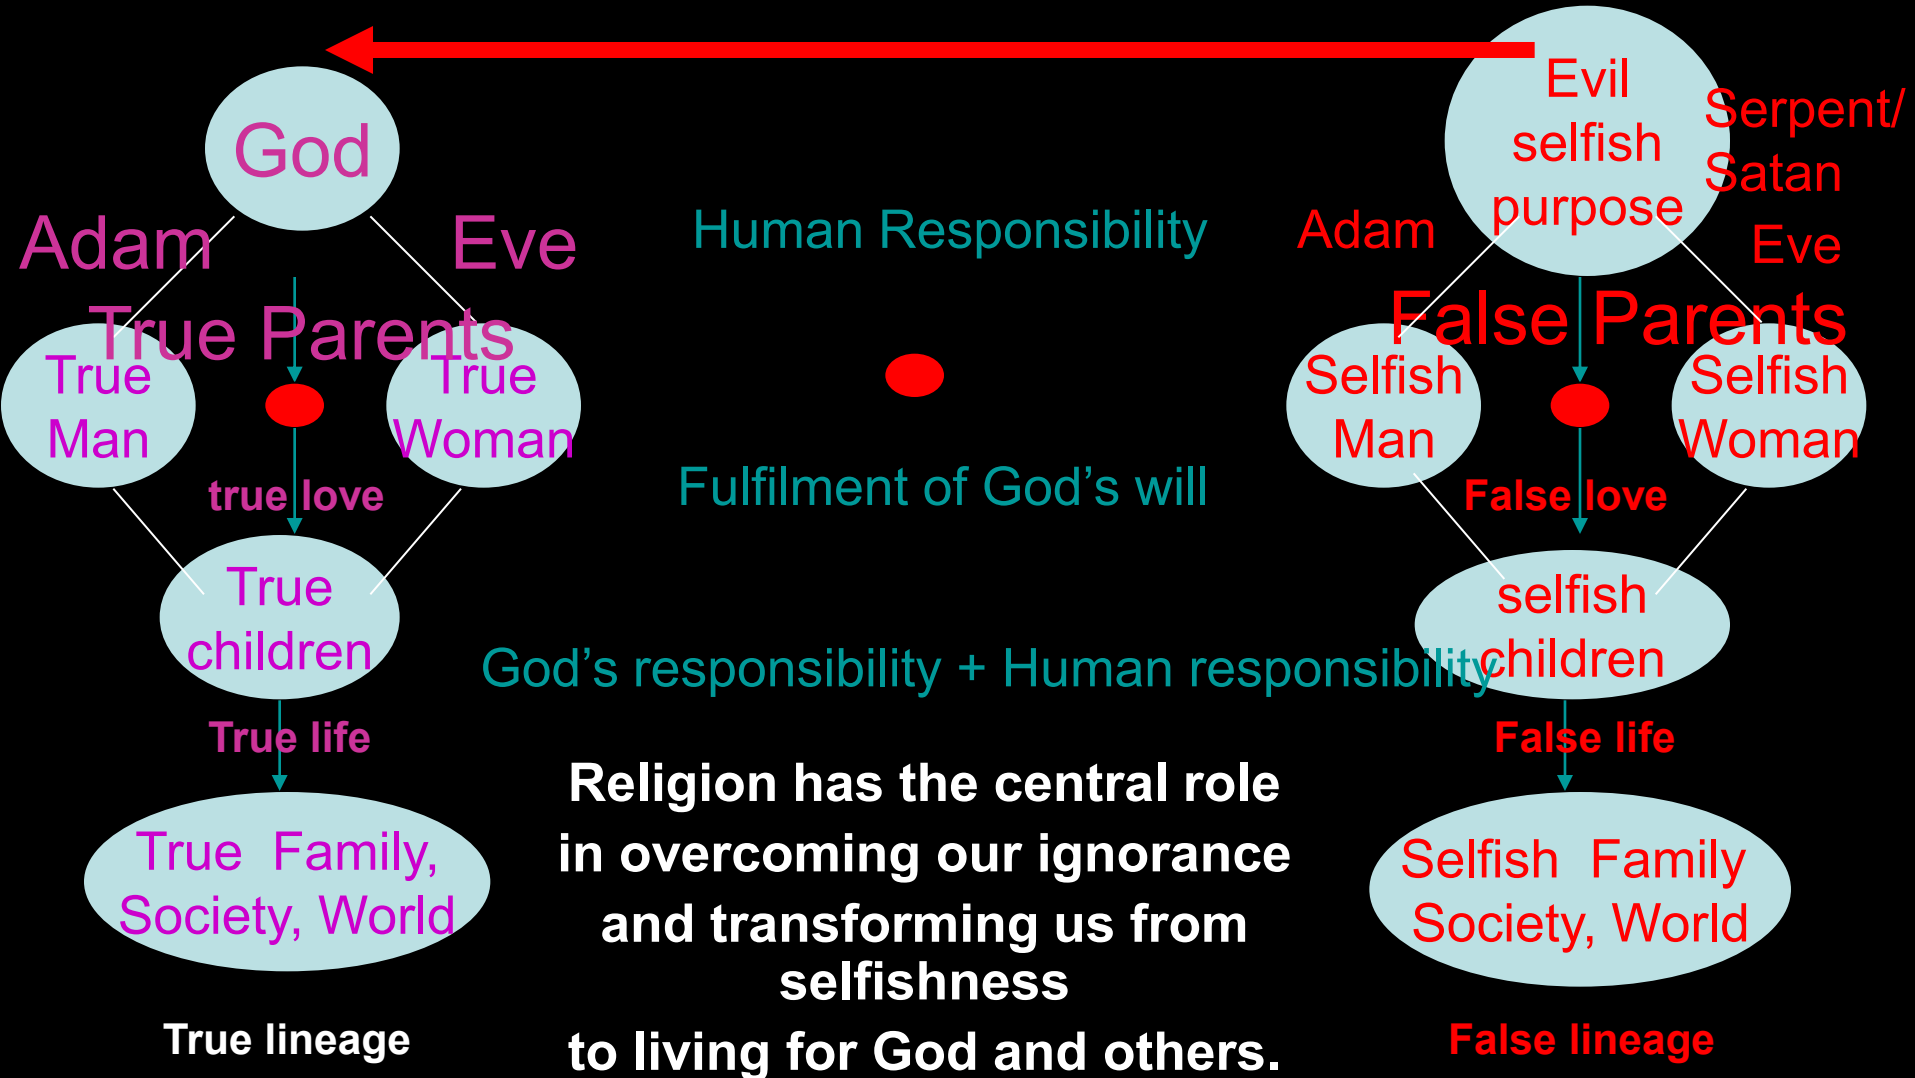 God
Adam
Eve
True Parents
True
Man
True
Woman
true love
True
children
True life
True  Family,
Society, World
True lineage
Human Responsibility
Fulfilment of God’s will
God’s responsibility + Human responsibility
Religion has the central role
in overcoming our ignorance
and transforming us from
selfishness
to living for God and others.
Evil
selfish
purpose
Serpent/
Satan
Adam
Eve
False Parents
Selfish
Man
Selfish
Woman
False love
selfish
children
False life
Selfish  Family
Society, World
False lineage